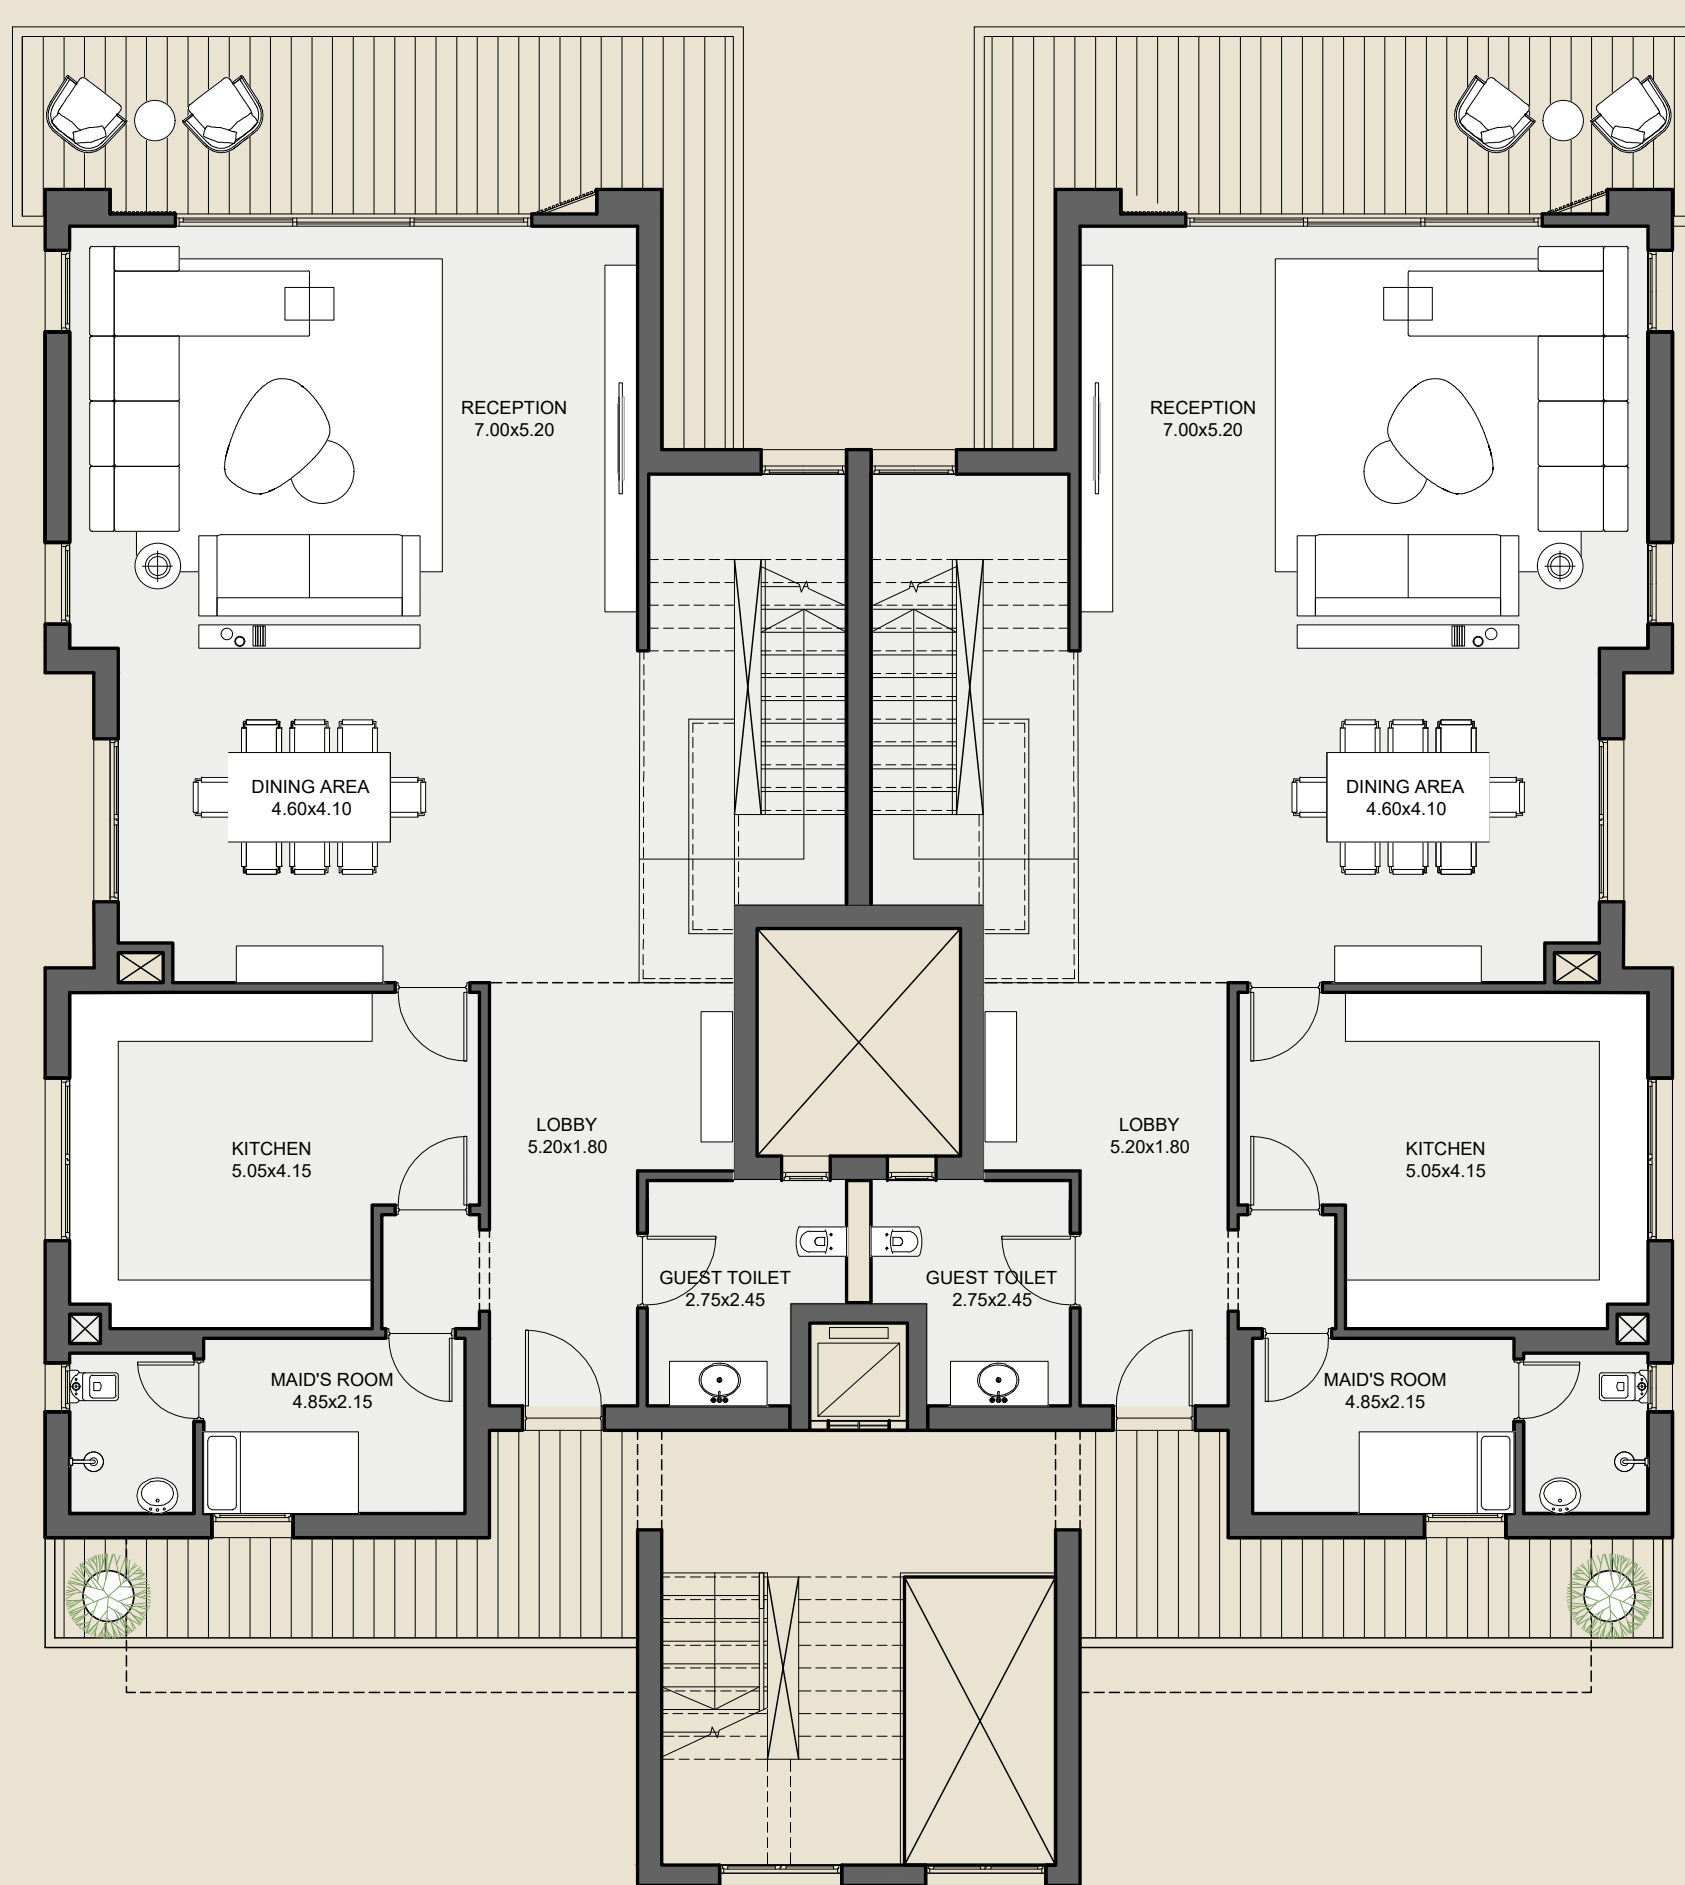 RECEPTION
7.00x5.20
RECEPTION
7.00x5.20
DINING AREA
4.60x4.10
DINING AREA
4.60x4.10
LOBBY
5.20x1.80
LOBBY
5.20x1.80
KITCHEN
5.05x4.15
KITCHEN
5.05x4.15
GUEST TOILET
2.75x2.45
GUEST TOILET
2.75x2.45
MAID'S ROOM
4.85x2.15
MAID'S ROOM
4.85x2.15